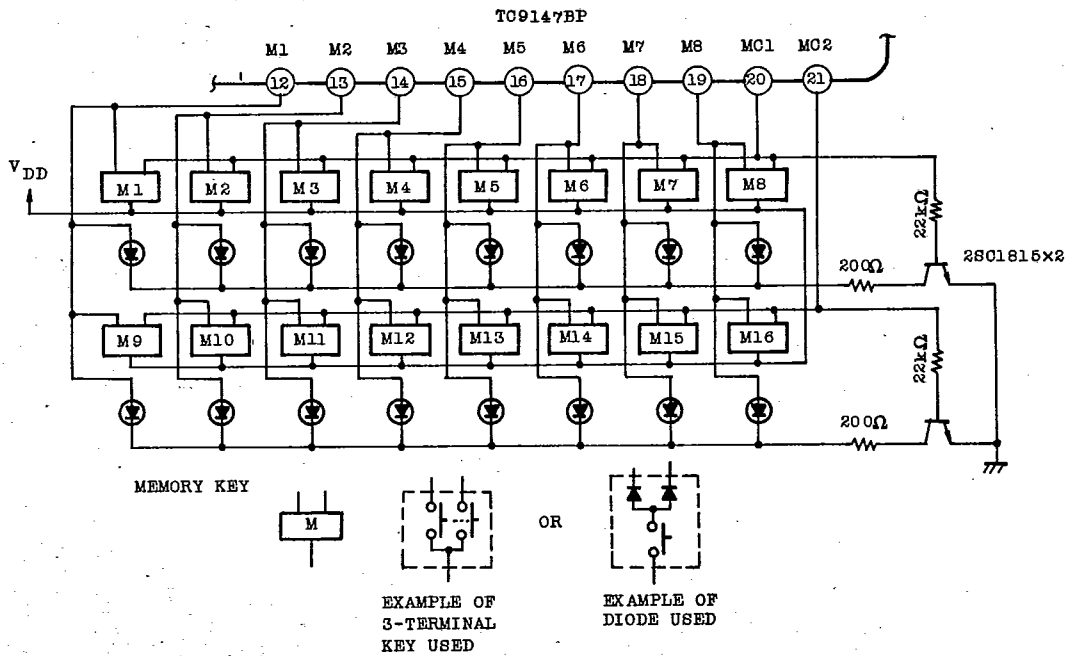 TC9147BP
M1 M2 M3 M4 M5 M6 M7 M8 MC1 MC2
12 13 14 15 16 17 18 19 20 21
VDD
M1 M2 M3 M4 M5 M6 M7 M8
22kΩ
2SC1815×2
200Ω
M9 M10 M11 M12 M13 M14 M15 M16
22kΩ
200Ω
MEMORY KEY
M
OR
EXAMPLE OF
3-TERMINAL
KEY USED
EXAMPLE OF
DIODE USED